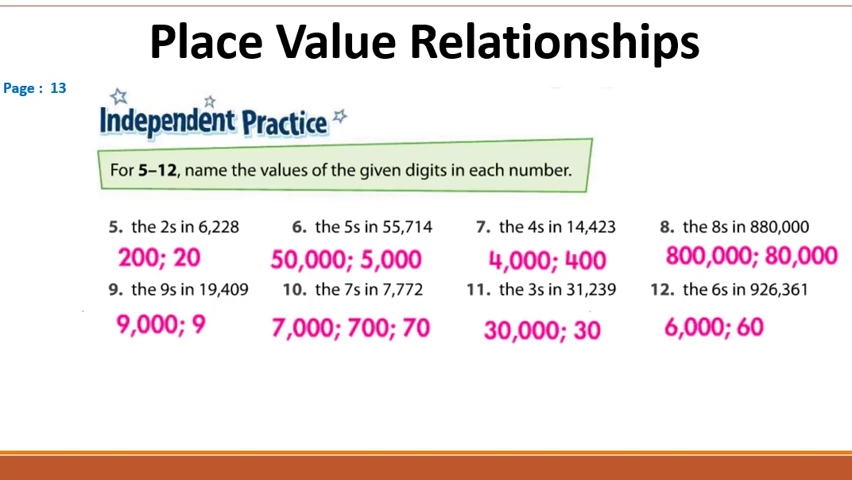 Place Value Relationships
Page : 13
Independent Practice
For 5–12, name the values of the given digits in each number.
5. the 2s in 6,228 6. the 5s in 55,714 7. the 4s in 14,423 8. the 8s in 880,000
200; 20 50,000; 5,000 4,000; 400 800,000; 80,000
9. the 9s in 19,409 10. the 7s in 7,772 11. the 3s in 31,239 12. the 6s in 926,361
9,000; 9 7,000; 700; 70 30,000; 30 6,000; 60